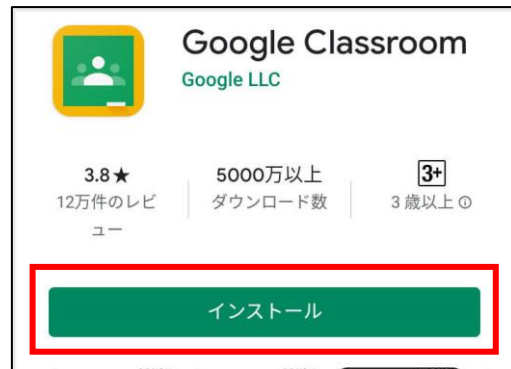 Google Classroom
Google LLC
3.8★
12万件のレビ
ュー
5000万以上
ダウンロード数
3+
3 歳以上
インストール